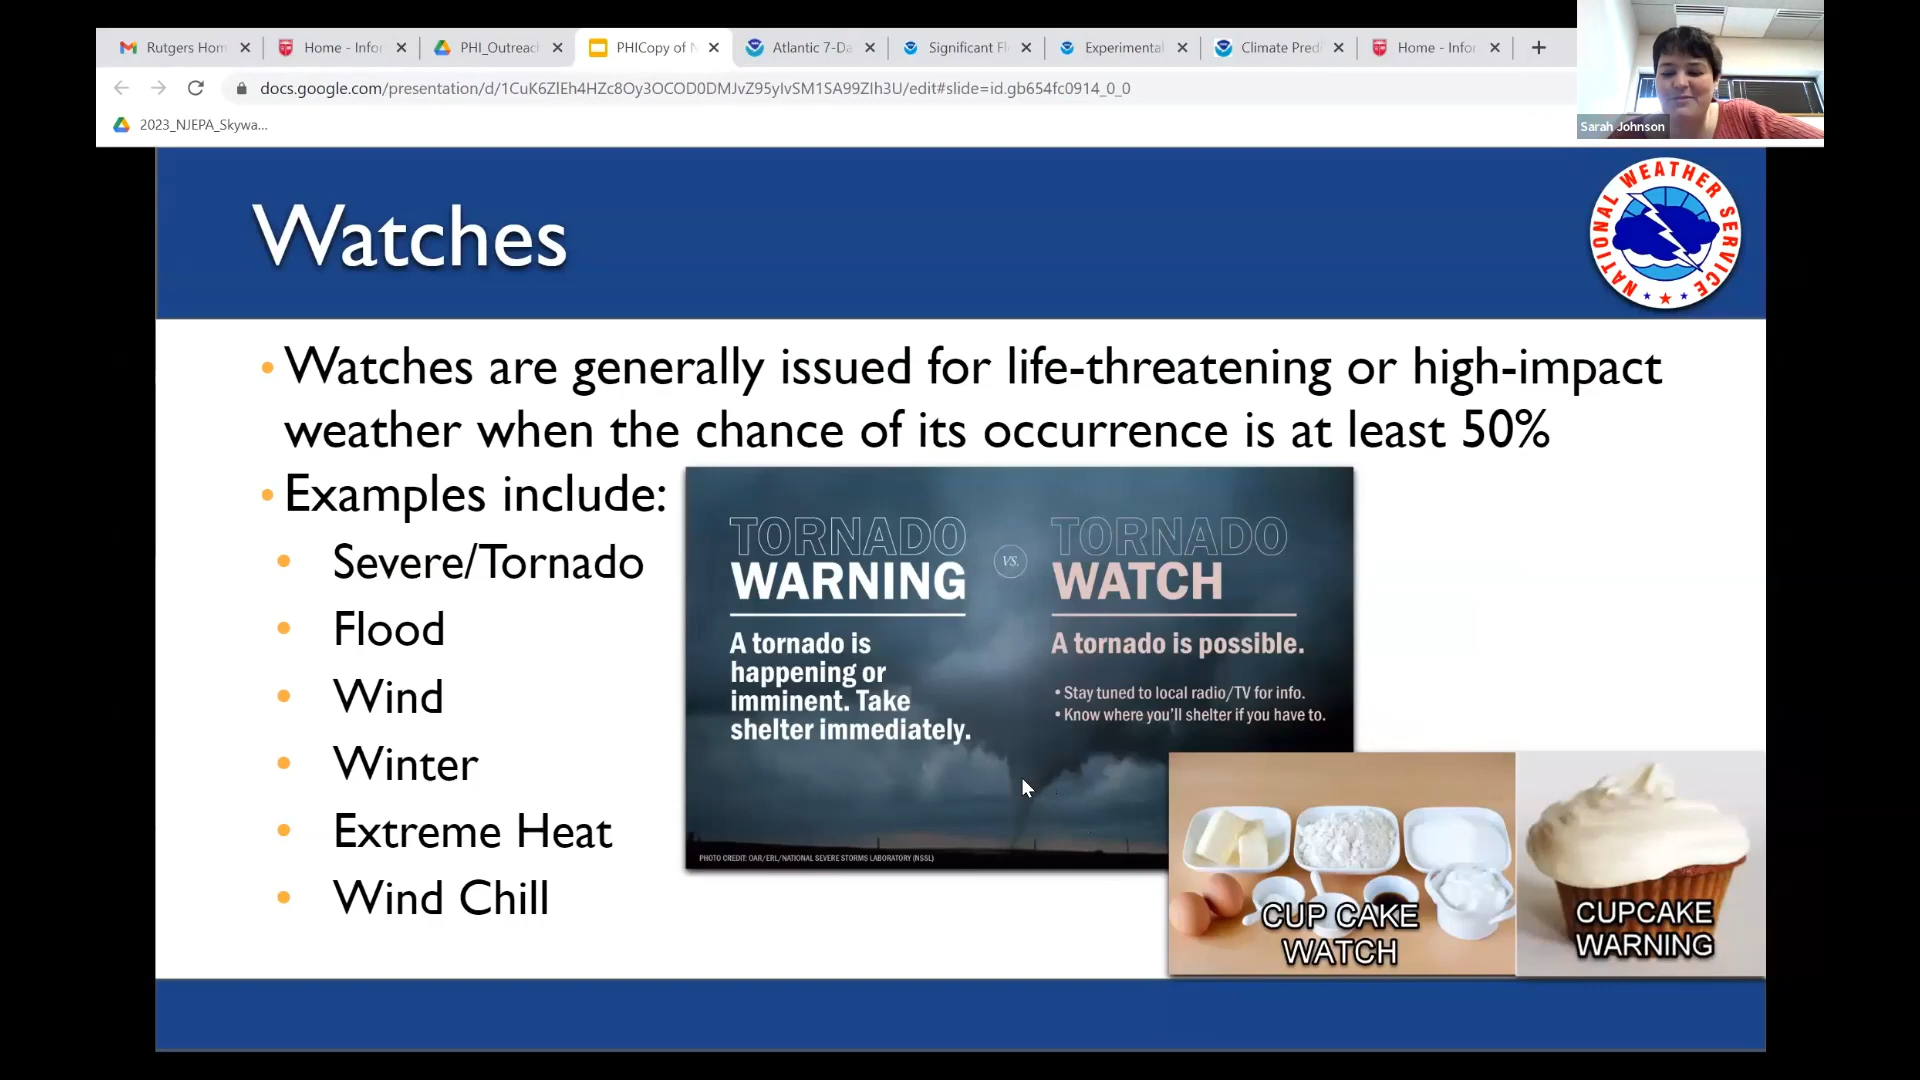 Rutgers Hom
Home - Infor
PHI_Outreac
PHICopy of N
Atlantic 7-Da
Significant Fl
Experimental
Climate Pred
Home - Infor
docs.google.com/presentation/d/1CuK6ZlEh4HZc8Oy3OCOD0DMJvZ95yIvSM1SA99ZIh3U/edit#slide=id.gb654fc0914_0_0
2023_NJEPA_Skywa...
Sarah Johnson
Watches
NATIONAL WEATHER SERVICE
• Watches are generally issued for life-threatening or high-impact
weather when the chance of its occurrence is at least 50%
• Examples include:
• Severe/Tornado
• Flood
• Wind
• Winter
• Extreme Heat
• Wind Chill
TORNADO
WARNING
A tornado is
happening or
imminent. Take
shelter immediately.
VS.
TORNADO
WATCH
A tornado is possible.
• Stay tuned to local radio/TV for info.
• Know where you'll shelter if you have to.
PHOTO CREDIT: OAR/ERL/NATIONAL SEVERE STORMS LABORATORY (NSSL)
CUP CAKE
WATCH
CUPCAKE
WARNING